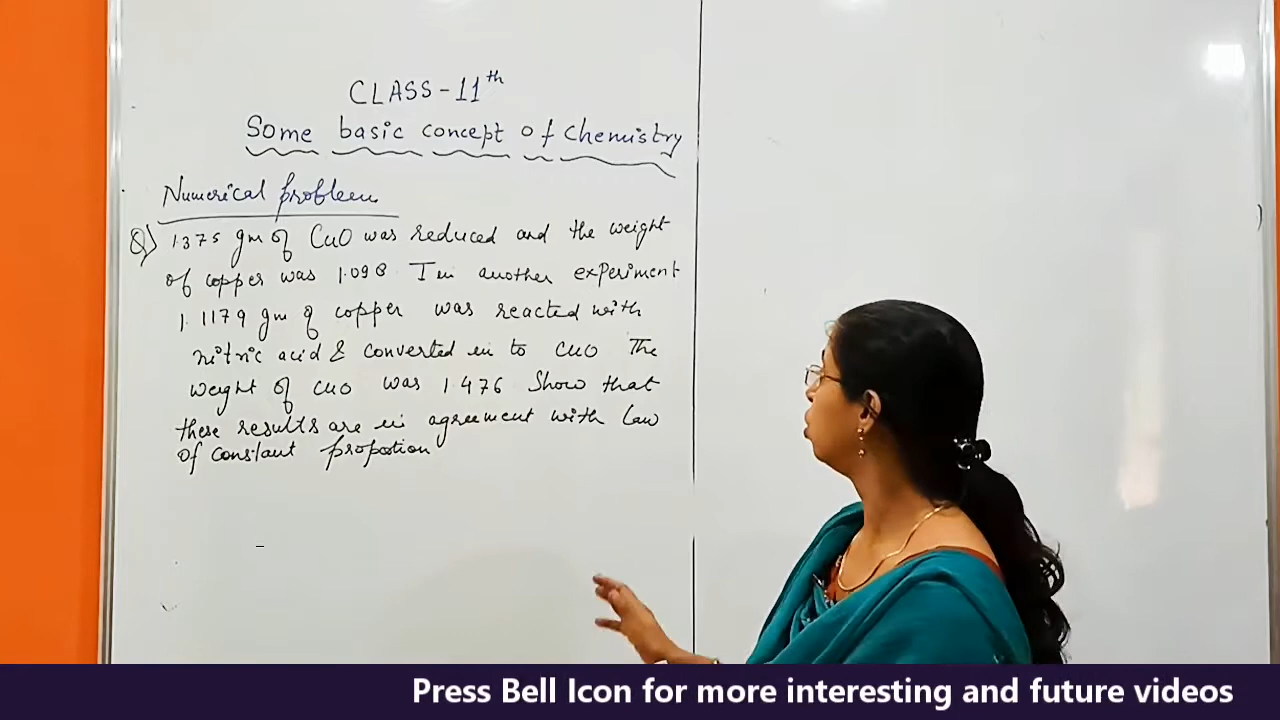 CLASS-11th
Some basic concept of Chemistry
Numerical problem
Q) 1.375 gm of CuO was reduced and the weight
of copper was 1.098. In another experiment
1.1179 gm of copper was reacted with
nitric acid & converted in to CuO The
weight of CuO was 1.476 Show that
these results are in agreement with Law
of constant propotion
Press Bell Icon for more interesting and future videos